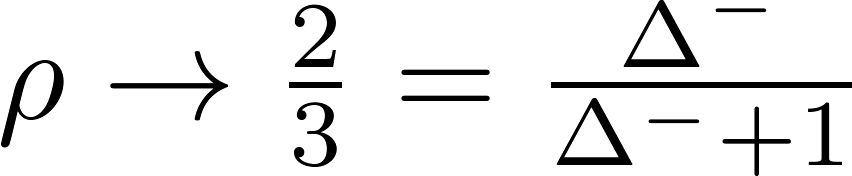 ρ → 2/3 = Δ⁻/(Δ⁻+1)